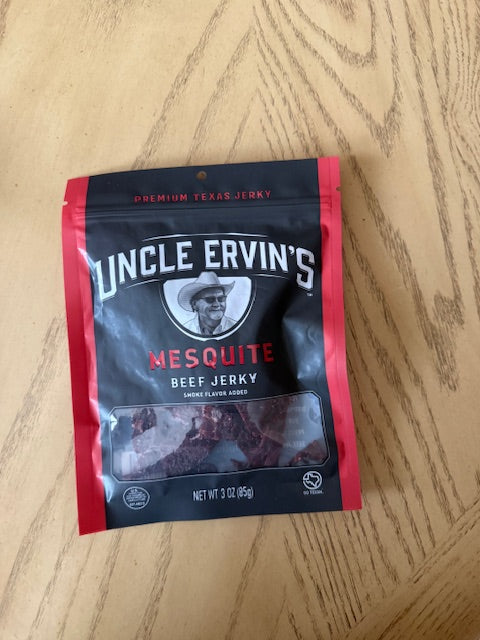 PREMIUM TEXAS JERKY
UNCLE ERVIN'S
MESQUITE
BEEF JERKY
SMOKE FLAVOR ADDED
NET WT 3 OZ (85g)
GO TEXAN.